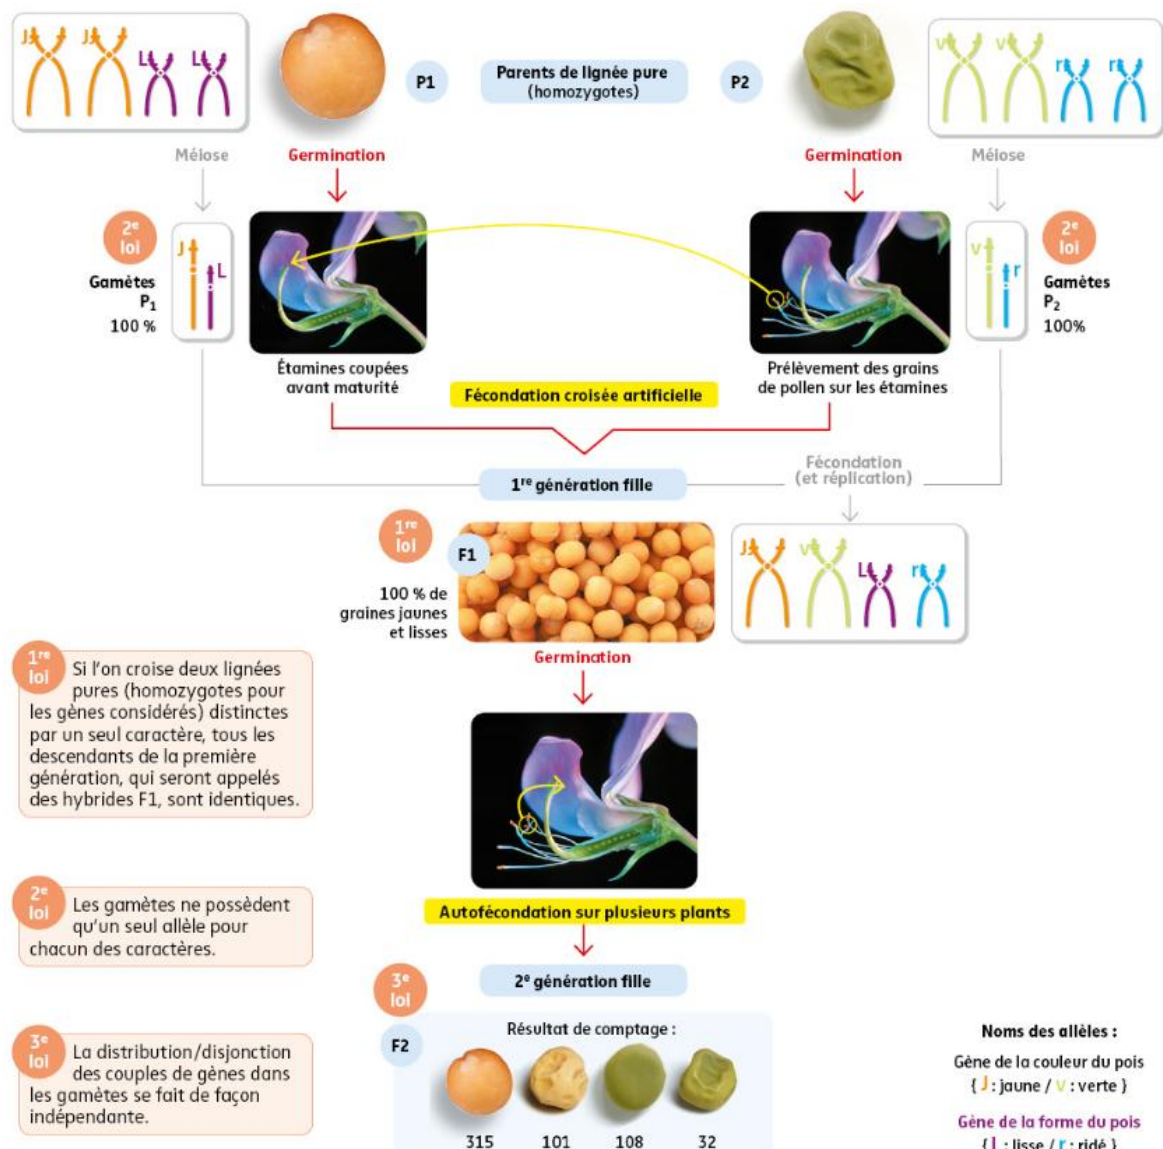 J J L L
P1
Parents de lignée pure
(homozygotes)
P2
v v r r
Méiose
Germination
Germination
Méiose
2e
loi
Gamètes
P1
100 %
J
L
v
r
2e
loi
Gamètes
P2
100%
Étamines coupées
avant maturité
Prélèvement des grains
de pollen sur les étamines
Fécondation croisée artificielle
Fécondation
(et réplication)
1re génération fille
1re
loi
F1
100 % de
graines jaunes
et lisses
J v L r
Germination
1re
loi
Si l'on croise deux lignées
pures (homozygotes pour
les gènes considérés) distinctes
par un seul caractère, tous les
descendants de la première
génération, qui seront appelés
des hybrides F1, sont identiques.
2e
loi
Les gamètes ne possèdent
qu'un seul allèle pour
chacun des caractères.
Autofécondation sur plusieurs plants
3e
loi
2e génération fille
F2
Résultat de comptage :
315 101 108 32
3e
loi
La distribution/disjonction
des couples de gènes dans
les gamètes se fait de façon
indépendante.
Noms des allèles :
Gène de la couleur du pois
{ J : jaune / v : verte }
Gène de la forme du pois
{ L : lisse / r : ridé }